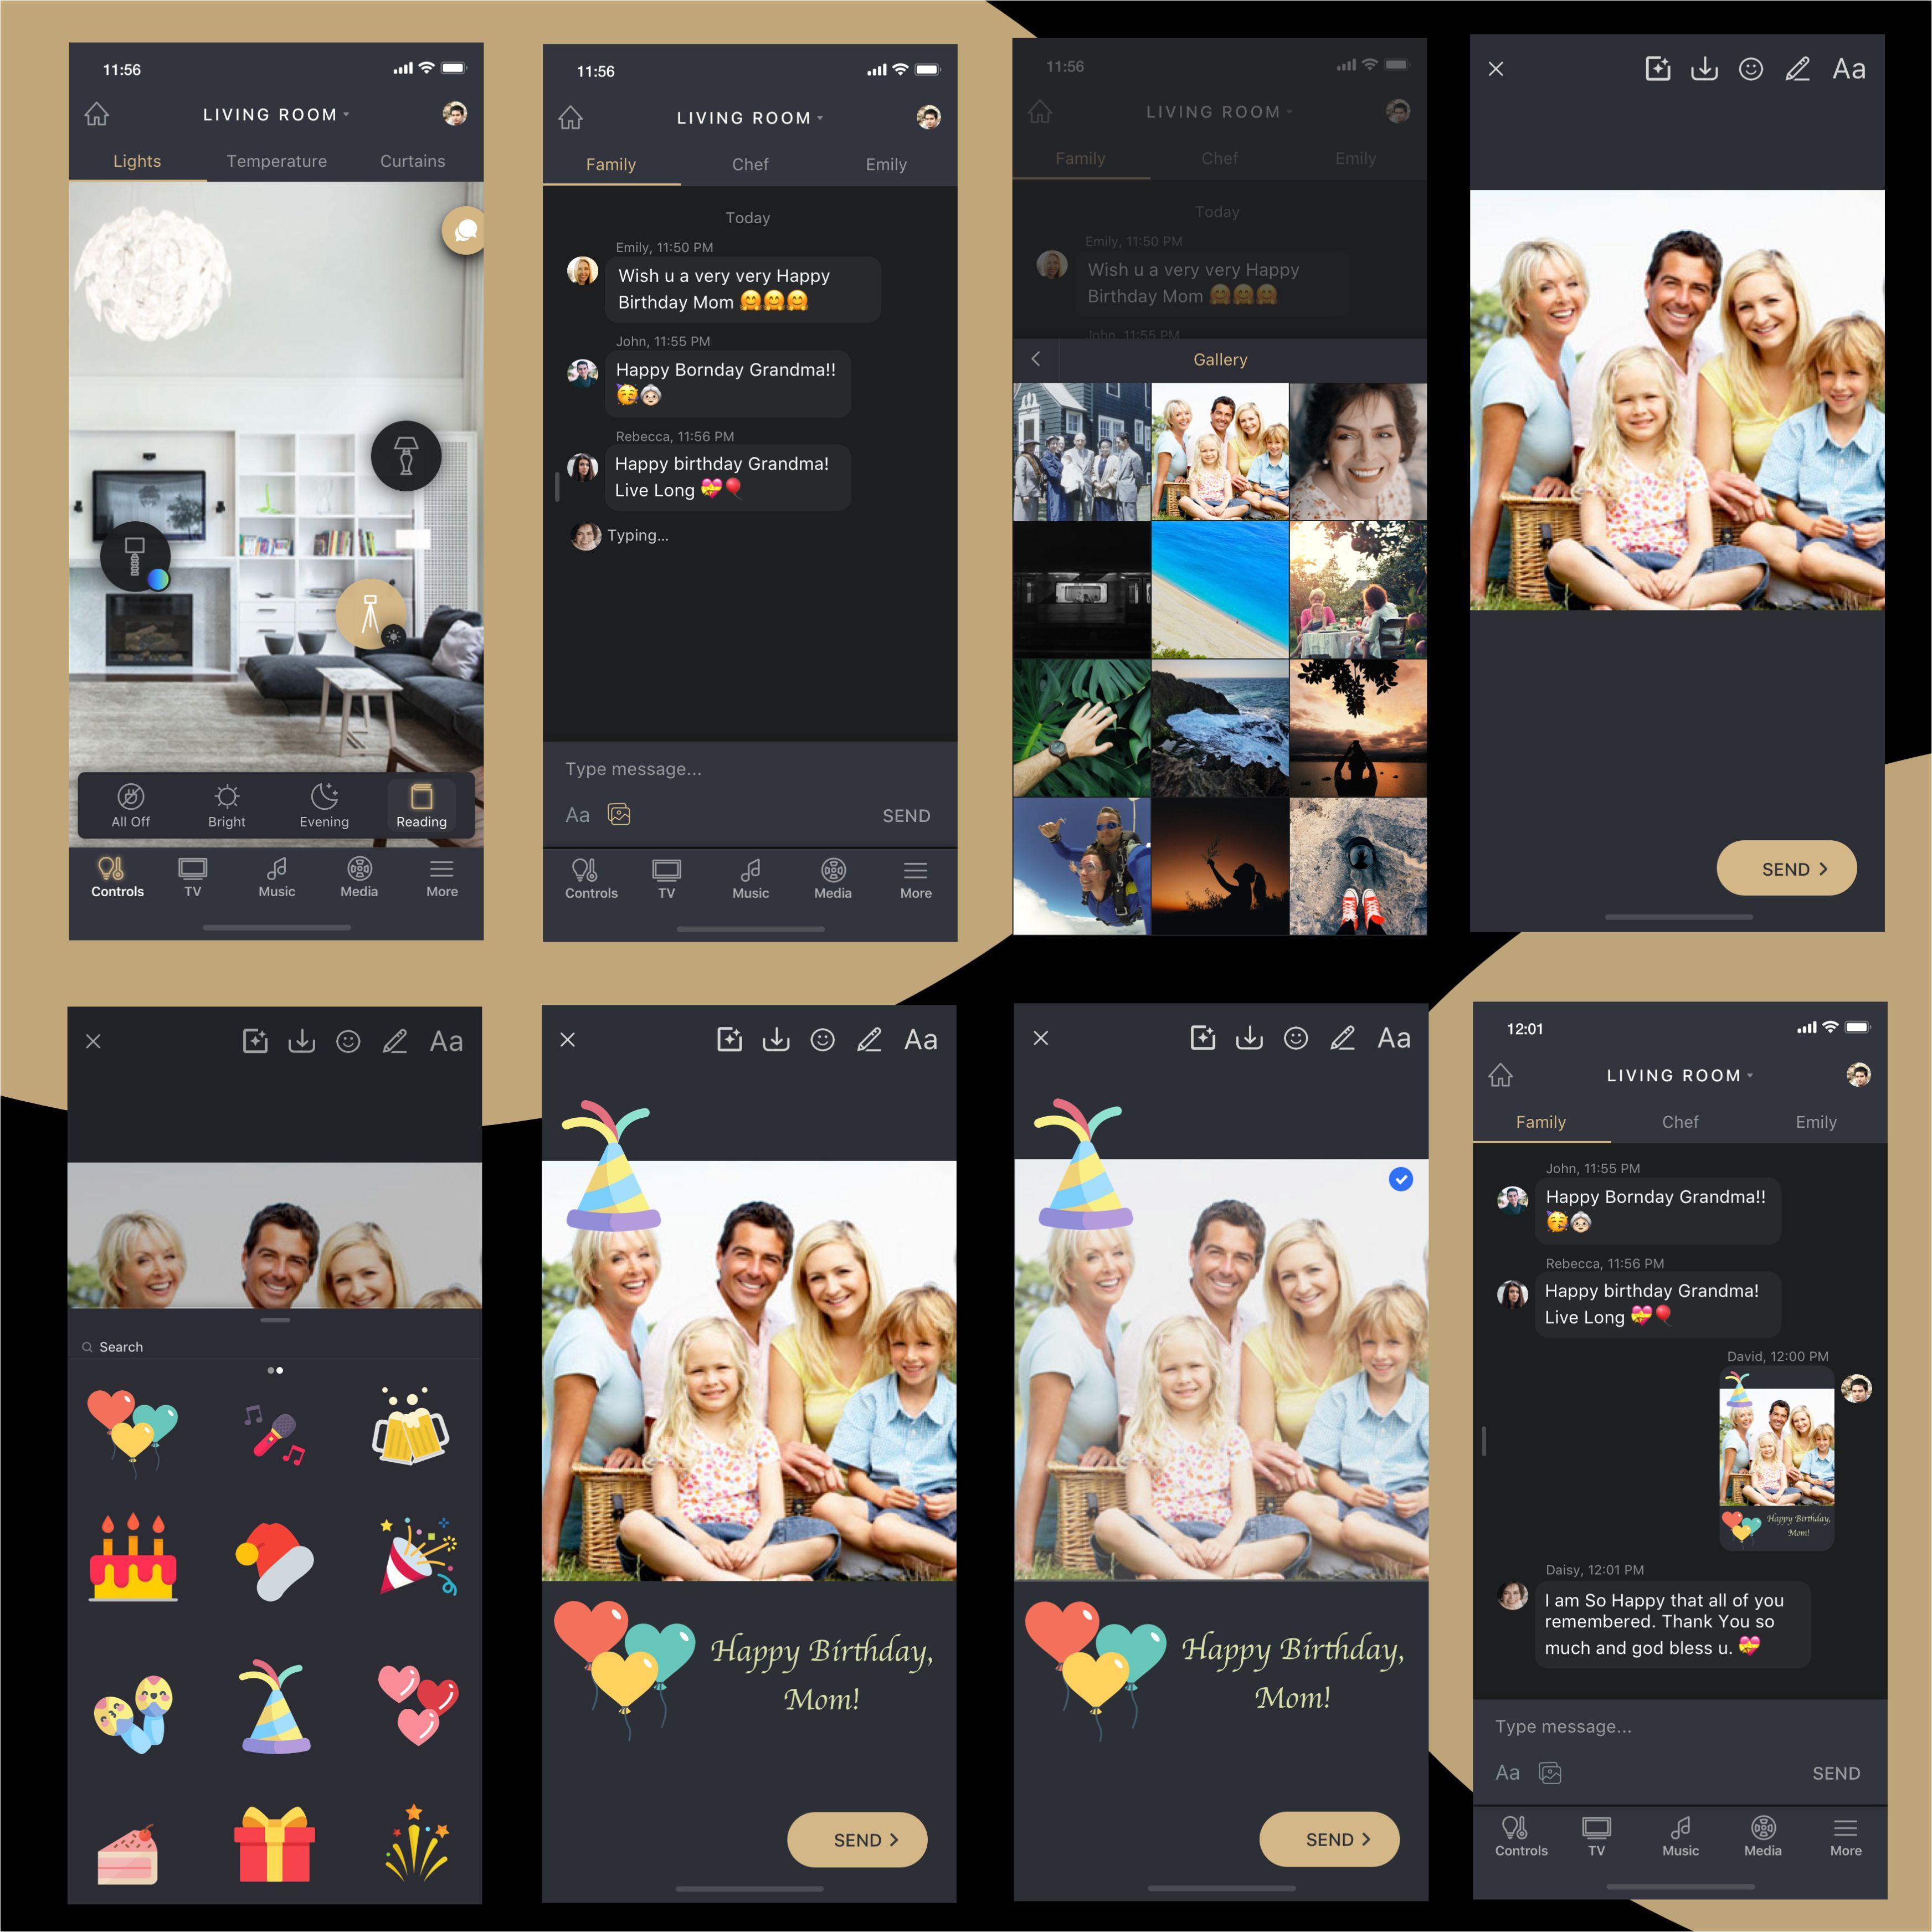 11:56
LIVING ROOM
Lights Temperature Curtains
All Off Bright Evening Reading
Controls TV Music Media More
11:56
LIVING ROOM
Family Chef Emily
Today
Emily, 11:50 PM
Wish u a very very Happy
Birthday Mom 🤗🤗🤗
John, 11:55 PM
Happy Bornday Grandma!!
🥳👵🏻
Rebecca, 11:56 PM
Happy birthday Grandma!
Live Long 💝🎈
Typing...
Type message...
Aa SEND
Controls TV Music Media More
11:56
LIVING ROOM
Family Chef Emily
Today
Emily, 11:50 PM
Wish u a very very Happy
Birthday Mom 🤗🤗🤗
John, 11:55 PM
Gallery
Aa
SEND >
Aa
Search
Aa
Happy Birthday,
Mom!
SEND >
Aa
Happy Birthday,
Mom!
SEND >
12:01
LIVING ROOM
Family Chef Emily
John, 11:55 PM
Happy Bornday Grandma!!
🥳👵🏻
Rebecca, 11:56 PM
Happy birthday Grandma!
Live Long 💝🎈
David, 12:00 PM
Happy Birthday,
Mom!
Daisy, 12:01 PM
I am So Happy that all of you
remembered. Thank You so
much and god bless u. 💝
Type message...
Aa SEND
Controls TV Music Media More